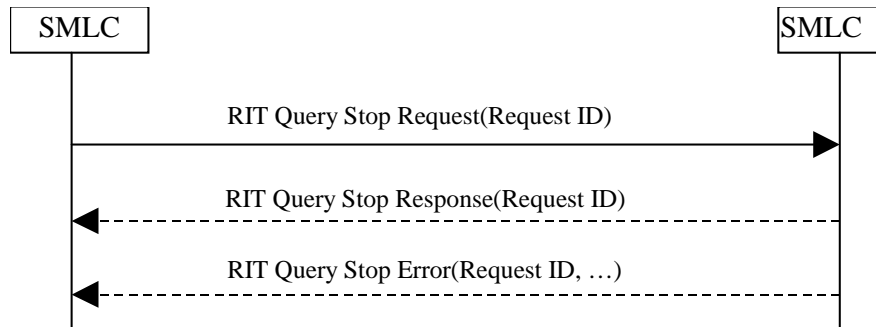 SMLC
SMLC
RIT Query Stop Request(Request ID)
RIT Query Stop Response(Request ID)
RIT Query Stop Error(Request ID, …)